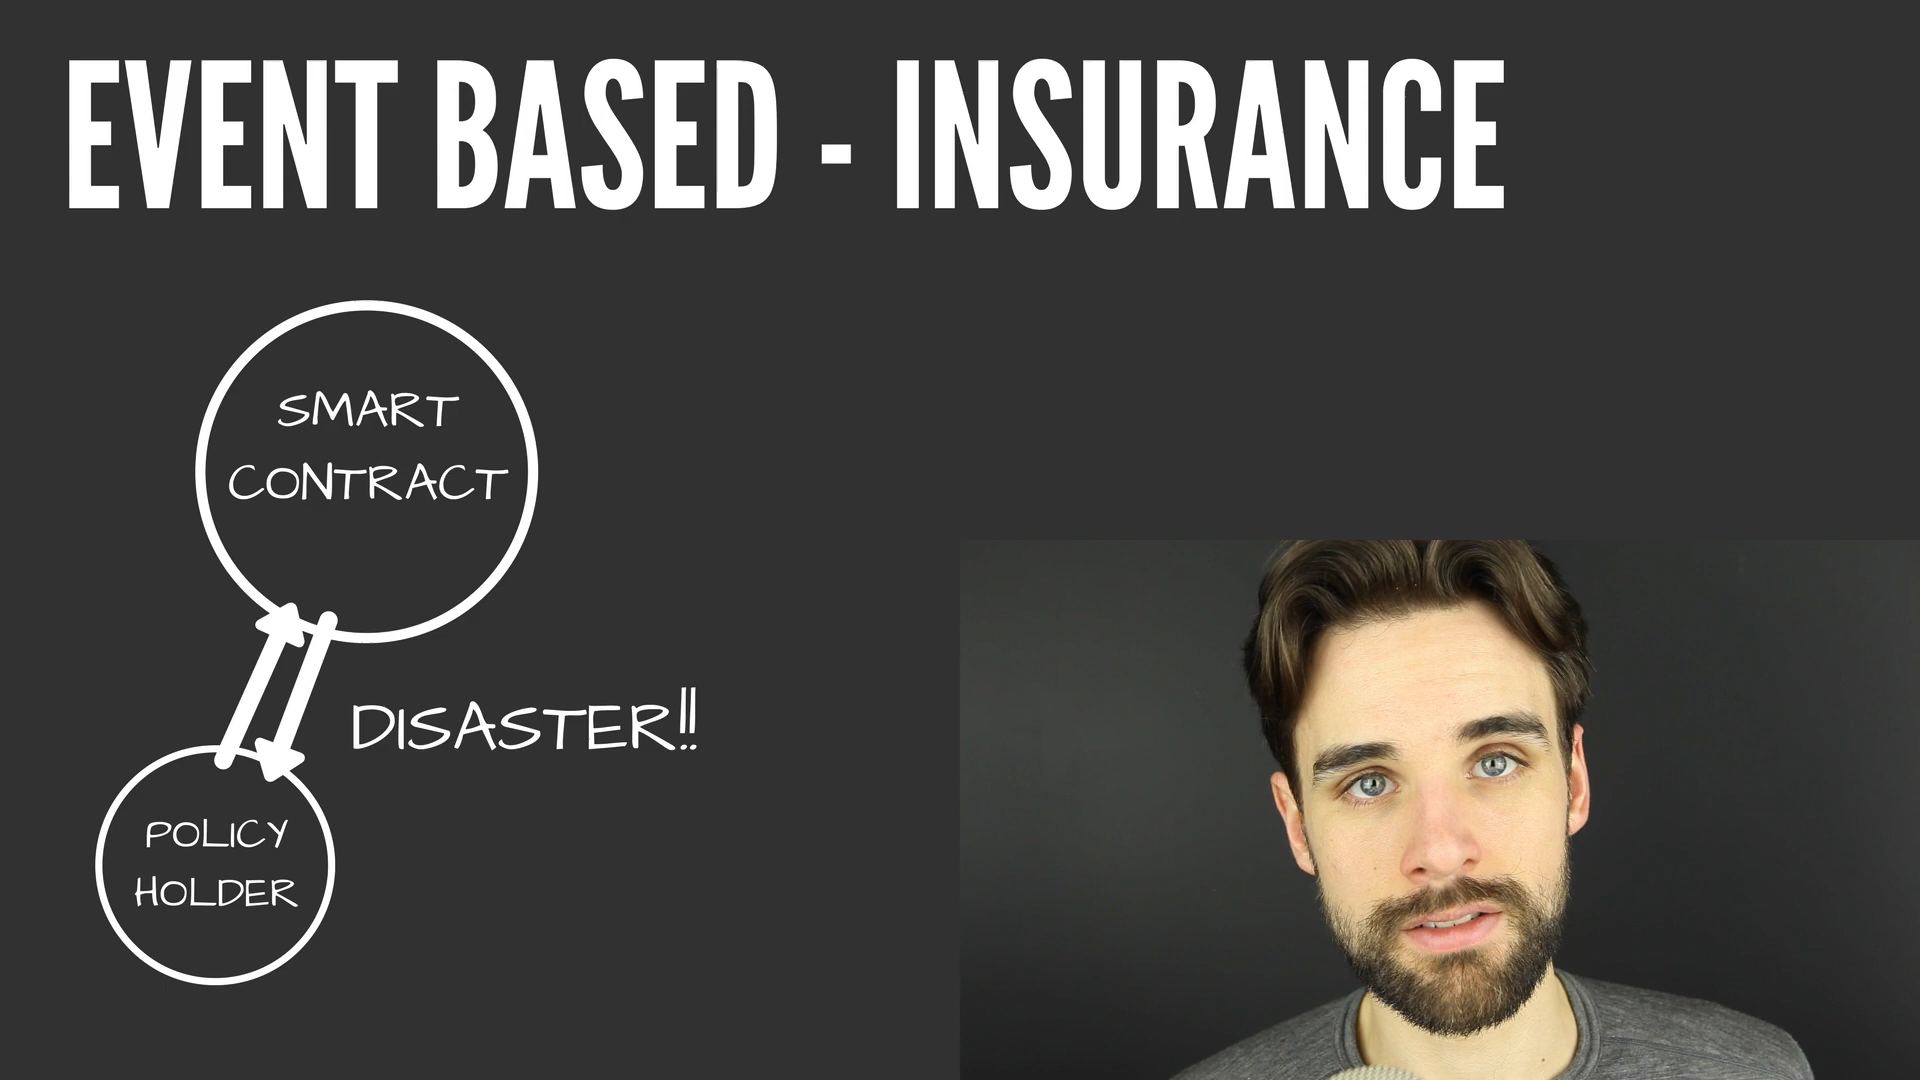 EVENT BASED - INSURANCE
SMART
CONTRACT
DISASTER!!
POLICY
HOLDER